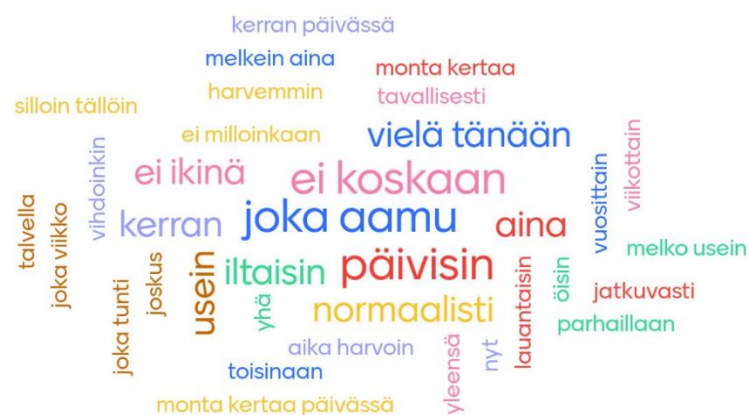 kerran päivässä
melkein aina
monta kertaa
harvemmin
tavallisesti
silloin tällöin
ei milloinkaan
vielä tänään
vihdoinkin
ei ikinä
ei koskaan
vuosittain
viikottain
talvella
joka viikko
kerran
joka aamu
aina
melko usein
joka tunti
joskus
usein
iltaisin
päivisin
lauantaisin
öisin
jatkuvasti
yhä
normaalisti
parhaillaan
aika harvoin
yleensä
nyt
toisinaan
monta kertaa päivässä